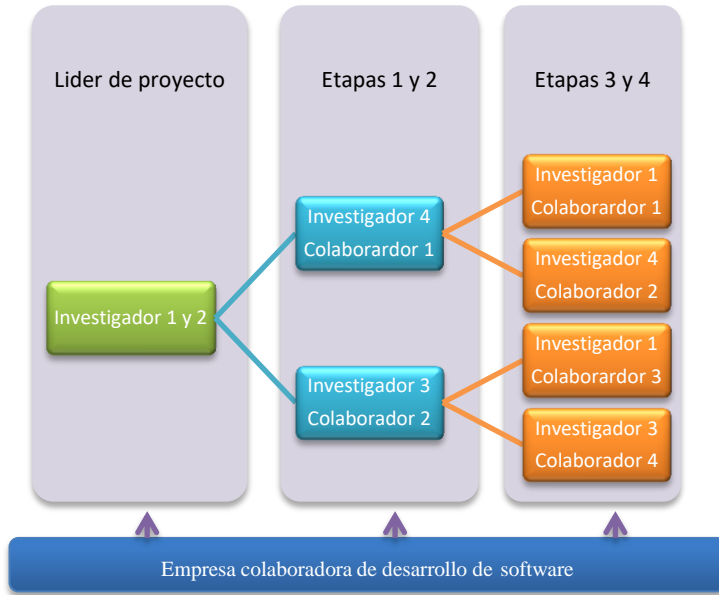 Lider de proyecto
Etapas 1 y 2
Etapas 3 y 4
Investigador 1 y 2
Investigador 4
Colaborardor 1
Investigador 3
Colaborador 2
Investigador 1
Colaborardor 1
Investigador 4
Colaborador 2
Investigador 1
Colaborardor 3
Investigador 3
Colaborador 4
Empresa colaboradora de desarrollo de software